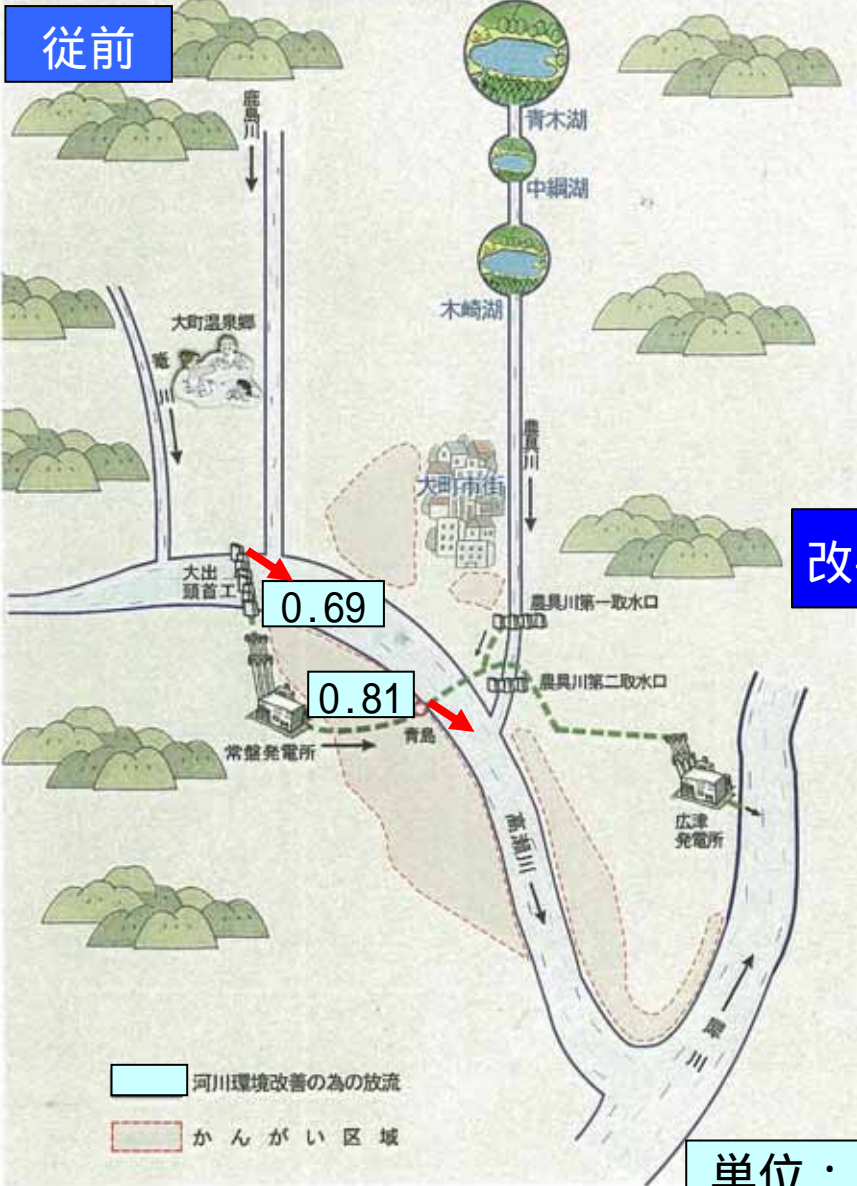 従前
鹿島川
青木湖
中綱湖
木崎湖
大町温泉郷
篭川
農具川
大町市街
改
大出
頭首工
0.69
農具川第一取水口
0.81
農具川第二取水口
青島
常盤発電所
高瀬川
広津
発電所
犀川
河川環境改善の為の放流
かんがい区域
単位：